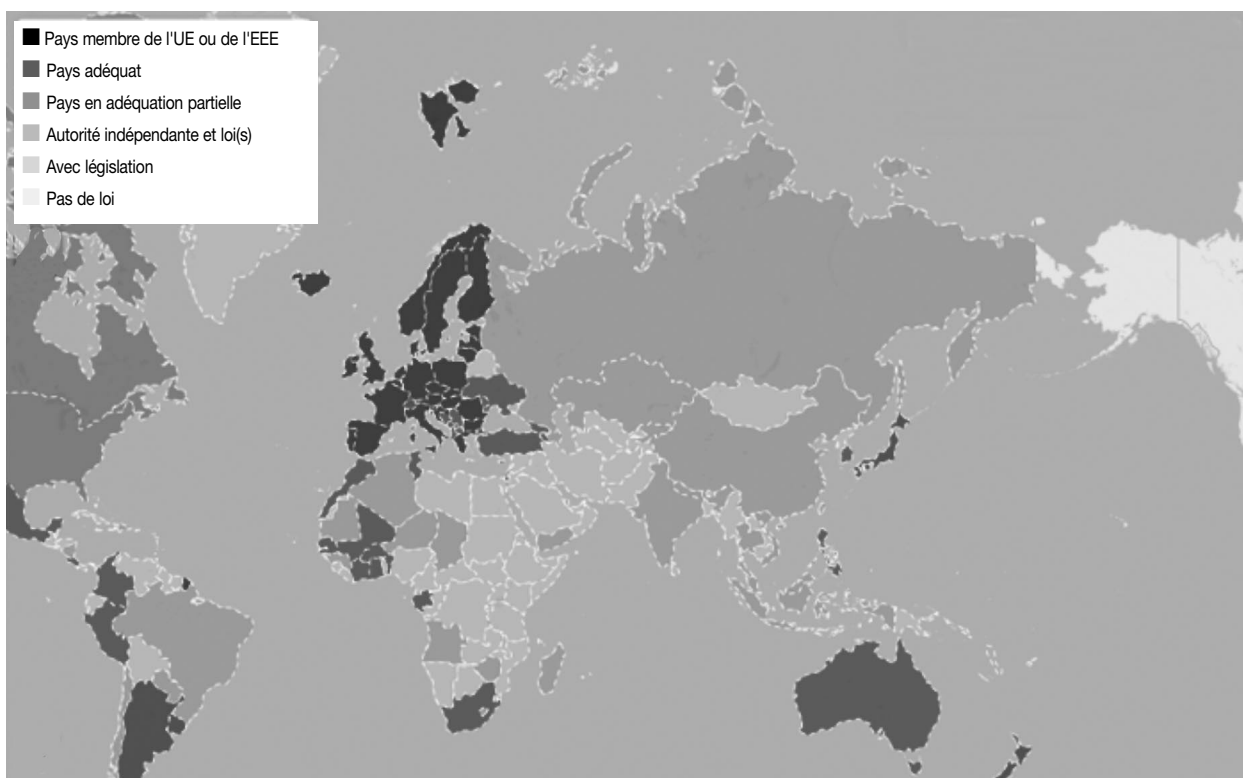 Pays membre de l'UE ou de l'EEE
Pays adéquat
Pays en adéquation partielle
Autorité indépendante et loi(s)
Avec législation
Pas de loi